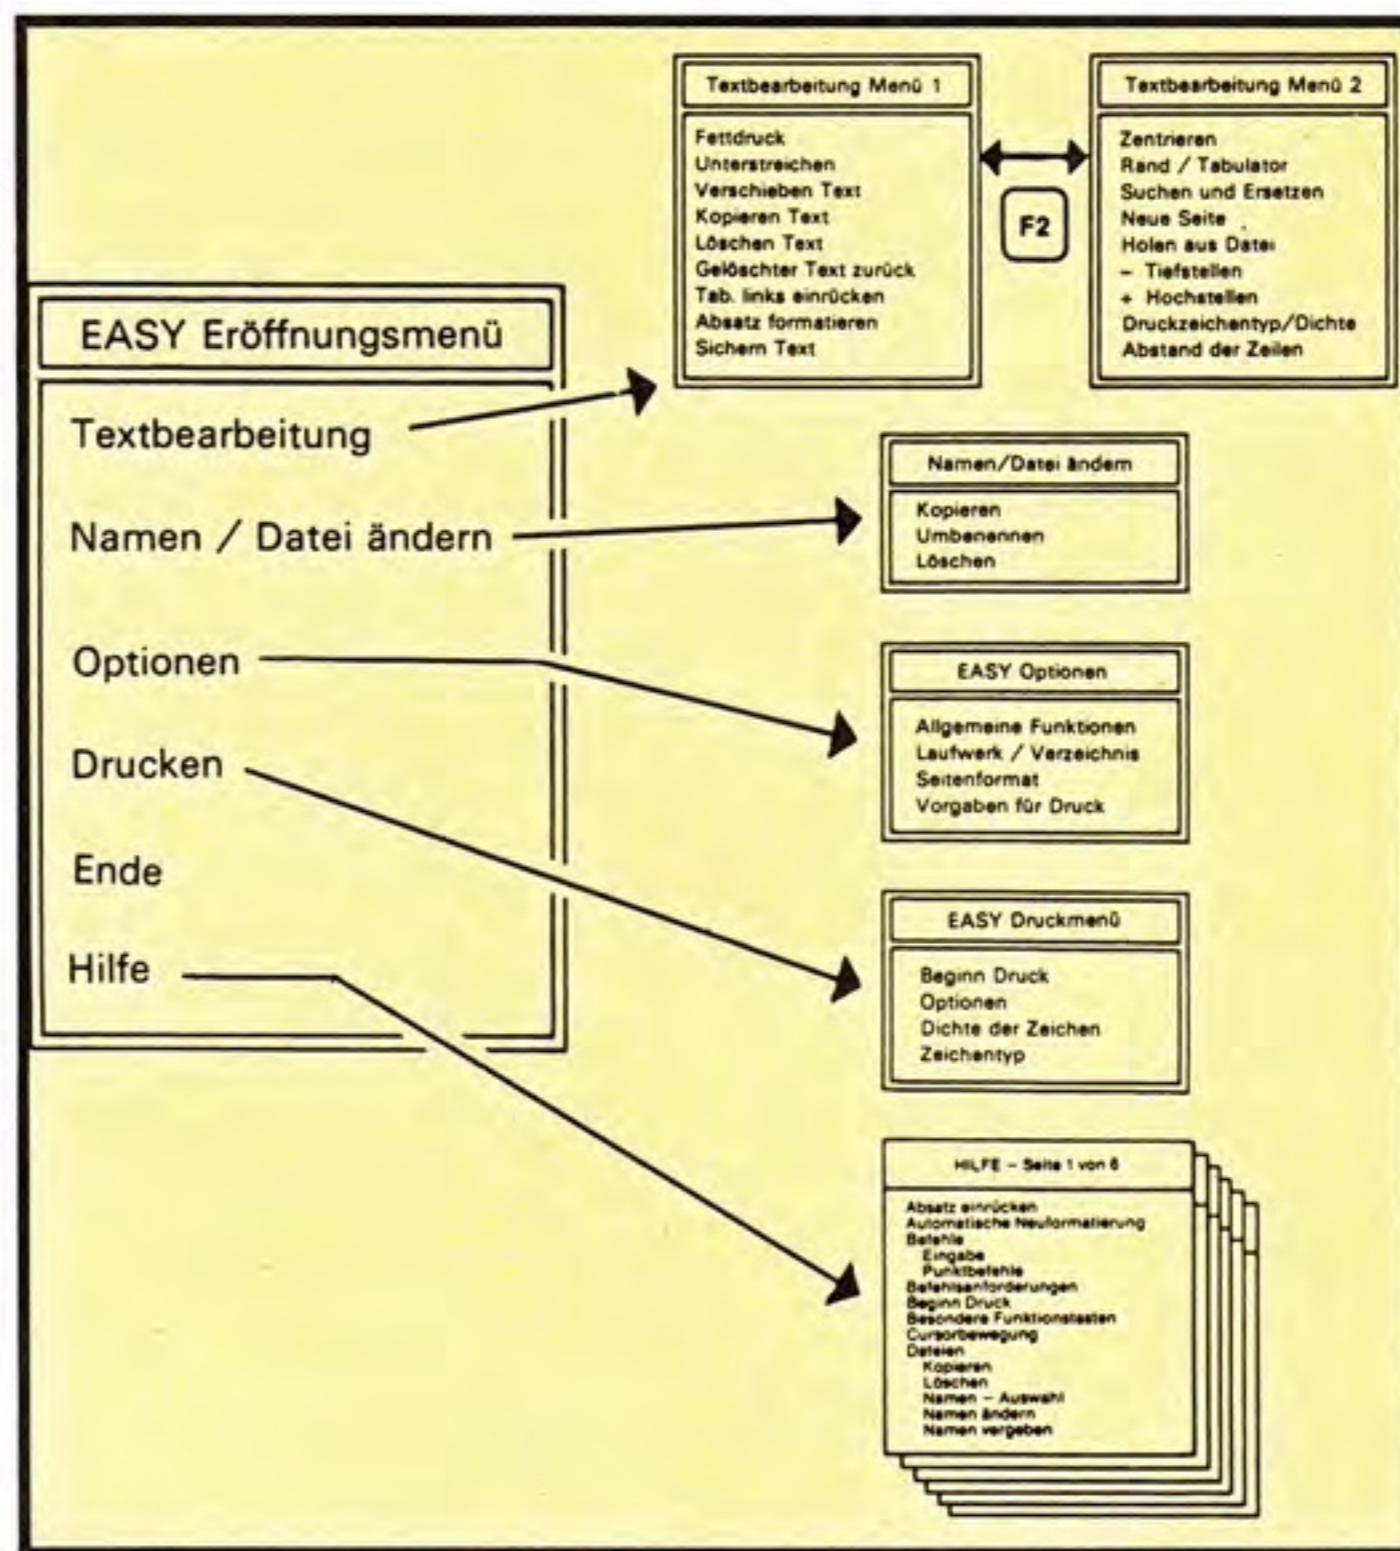 EASY Eröffnungsmenü
Textbearbeitung
Namen / Datei ändern
Optionen
Drucken
Ende
Hilfe
Textbearbeitung Menü 1
Fettdruck
Unterstreichen
Verschieben Text
Kopieren Text
Löschen Text
Gelöschter Text zurück
Tab. links einrücken
Absatz formatieren
Sichern Text
F2
Textbearbeitung Menü 2
Zentrieren
Rand / Tabulator
Suchen und Ersetzen
Neue Seite
Holen aus Datei
– Tiefstellen
+ Hochstellen
Druckzeichentyp/Dichte
Abstand der Zeilen
Namen/Datei ändern
Kopieren
Umbenennen
Löschen
EASY Optionen
Allgemeine Funktionen
Laufwerk / Verzeichnis
Seitenformat
Vorgaben für Druck
EASY Druckmenü
Beginn Druck
Optionen
Dichte der Zeichen
Zeichentyp
HILFE – Seite 1 von 6
Absatz einrücken
Automatische Neuformatierung
Befehle
Eingabe
Punktbefehle
Befehlsanforderungen
Beginn Druck
Besondere Funktionstasten
Cursorbewegung
Dateien
Kopieren
Löschen
Namen – Auswahl
Namen ändern
Namen vergeben